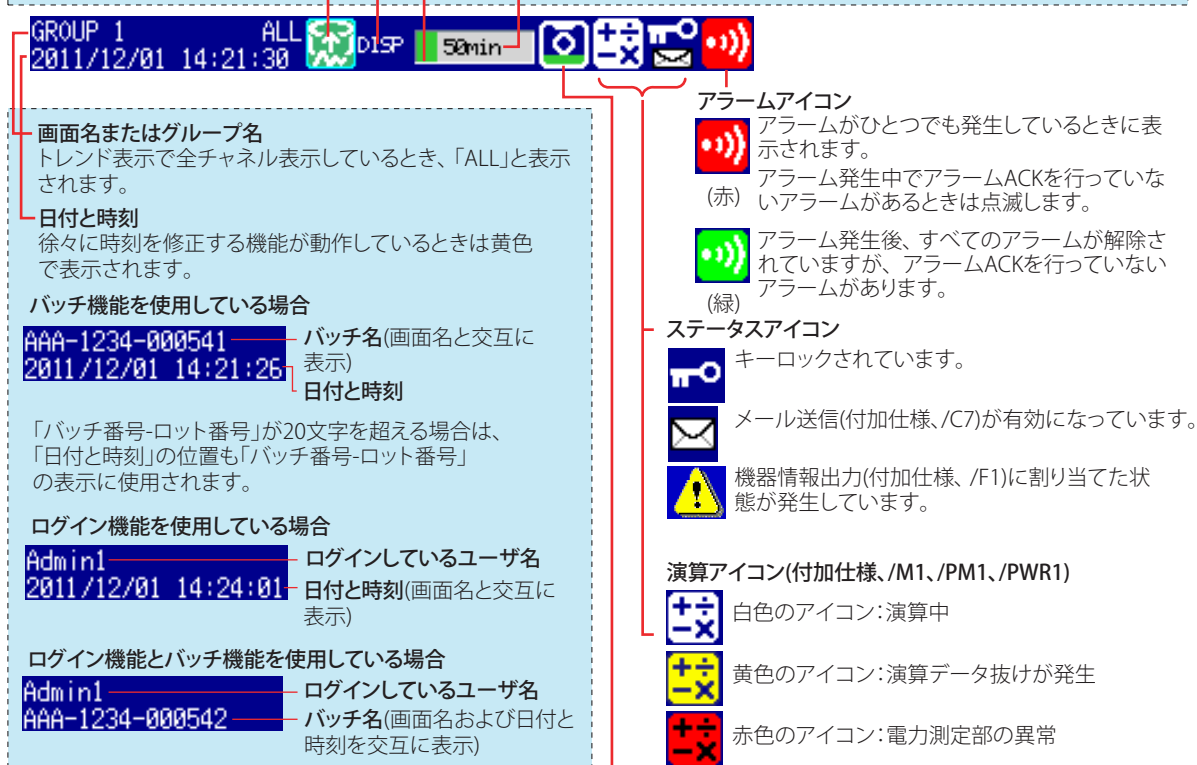 GROUP 1 ALL DISP 50min
2011/12/01 14:21:30
画面名またはグループ名
トレンド表示で全チャネル表示しているとき、「ALL」と表示
されます。
日付と時刻
徐々に時刻を修正する機能が動作しているときは黄色
で表示されます。
バッチ機能を使用している場合
AAA-1234-000541 バッチ名(画面名と交互に
表示)
2011/12/01 14:21:26
日付と時刻
「バッチ番号-ロット番号」が20文字を超える場合は、
「日付と時刻」の位置も「バッチ番号-ロット番号」
の表示に使用されます。
ログイン機能を使用している場合
Admin1 ログインしているユーザ名
2011/12/01 14:24:01 日付と時刻(画面名と交互に
表示)
ログイン機能とバッチ機能を使用している場合
Admin1 ログインしているユーザ名
AAA-1234-000542 バッチ名(画面名および日付と
時刻を交互に表示)
アラームアイコン
アラームがひとつでも発生しているときに表
示されます。
アラーム発生中でアラームACKを行っていな
いアラームがあるときは点滅します。
(赤)
アラーム発生後、すべてのアラームが解除さ
れていますが、アラームACKを行っていない
アラームがあります。
(緑)
ステータスアイコン
キーロックされています。
メール送信(付加仕様、/C7)が有効になっています。
機器情報出力(付加仕様、/F1)に割り当てた状
態が発生しています。
演算アイコン(付加仕様、/M1、/PM1、/PWR1)
白色のアイコン：演算中
黄色のアイコン：演算データ抜けが発生
赤色のアイコン：電力測定部の異常